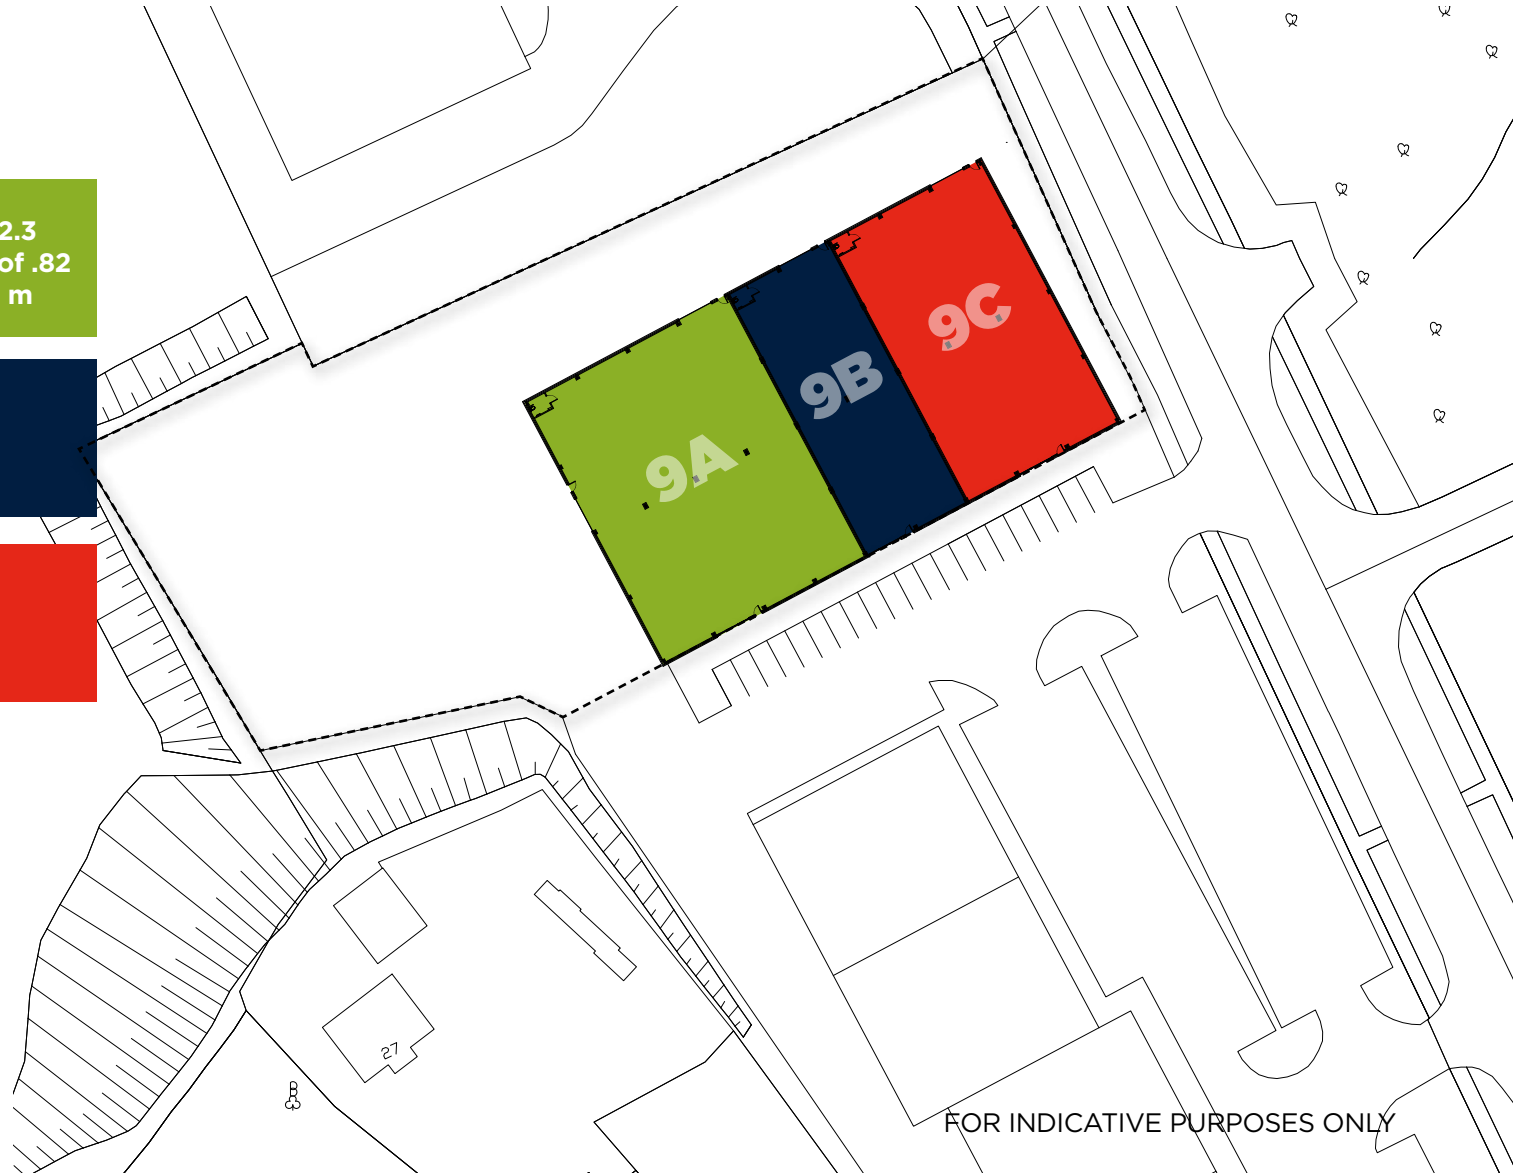 2.3
of .82
m
9A
9B
9C
27
FOR INDICATIVE PURPOSES ONLY